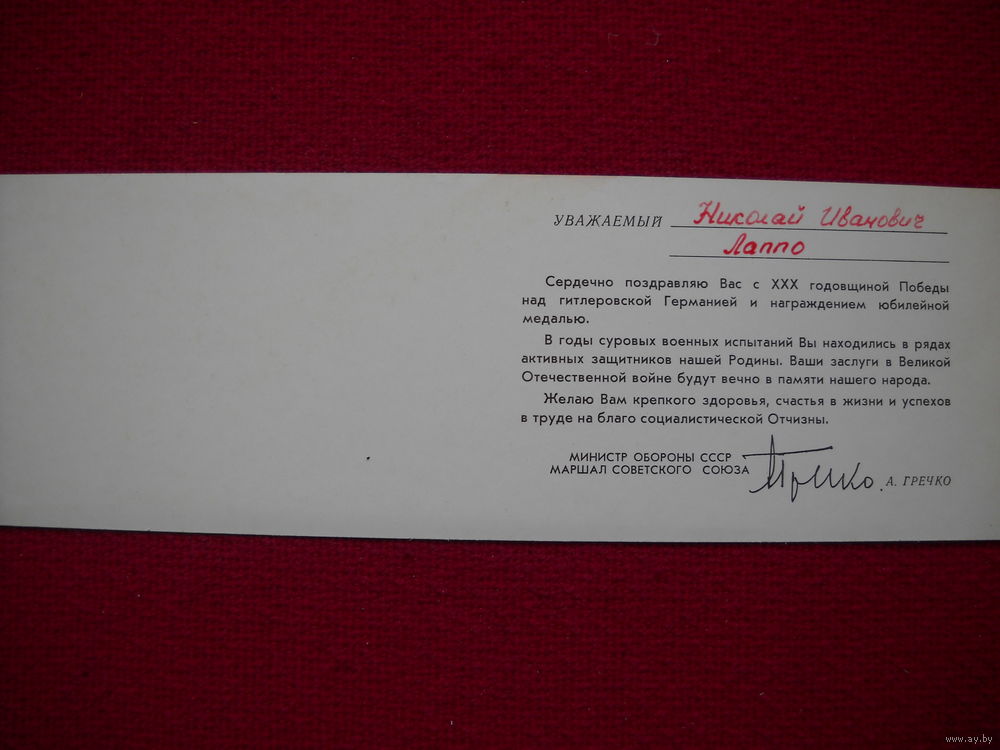 УВАЖАЕМЫЙ Николай Иванович
Лаппо
Сердечно поздравляю Вас с XXX годовщиной Победы
над гитлеровской Германией и награждением юбилейной
медалью.
В годы суровых военных испытаний Вы находились в рядах
активных защитников нашей Родины. Ваши заслуги в Великой
Отечественной войне будут вечно в памяти нашего народа.
Желаю Вам крепкого здоровья, счастья в жизни и успехов
в труде на благо социалистической Отчизны.
МИНИСТР ОБОРОНЫ СССР
МАРШАЛ СОВЕТСКОГО СОЮЗА Гречко А. ГРЕЧКО
www.ay.by